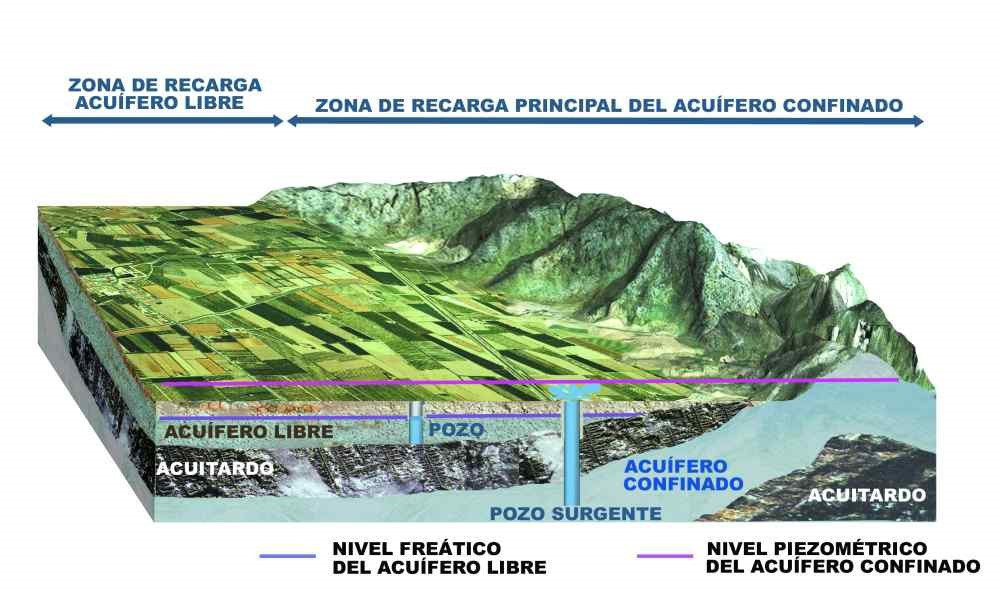 ZONA DE RECARGA
ACUÍFERO LIBRE
ZONA DE RECARGA PRINCIPAL DEL ACUÍFERO CONFINADO
ACUÍFERO LIBRE
POZO
ACUITARDO
ACUÍFERO
CONFINADO
ACUITARDO
POZO SURGENTE
NIVEL FREÁTICO
DEL ACUÍFERO LIBRE
NIVEL PIEZOMÉTRICO
DEL ACUÍFERO CONFINADO